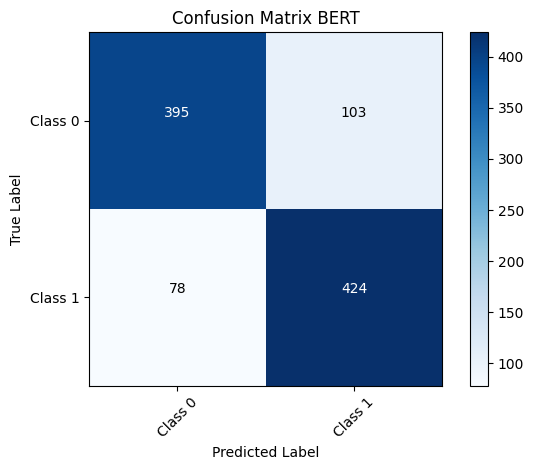 Confusion Matrix BERT
True Label
Class 0
395
103
Class 1
78
424
Class 0
Class 1
Predicted Label
400
350
300
250
200
150
100